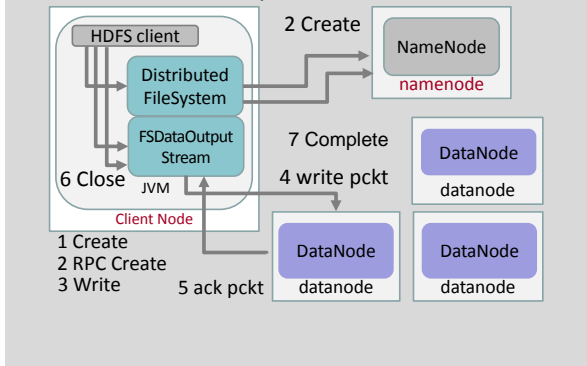 HDFS client
2 Create
NameNode
namenode
Distributed
FileSystem
FSDataOutput
Stream
7 Complete
DataNode
datanode
6 Close
JVM
4 write pckt
Client Node
1 Create
2 RPC Create
3 Write
5 ack pckt
DataNode
datanode
DataNode
datanode